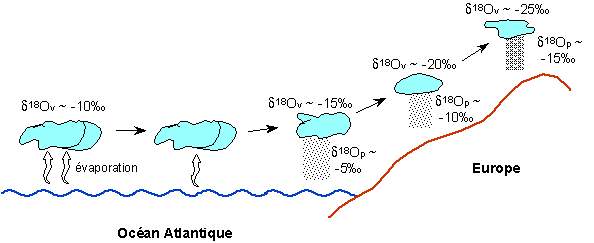 δ18Ov ~ -25‰
δ18Op ~
-15‰
δ18Ov ~ -20‰
δ18Op ~
-10‰
δ18Ov ~ -10‰
δ18Ov ~ -15‰
δ18Op ~
-5‰
évaporation
Europe
Océan Atlantique